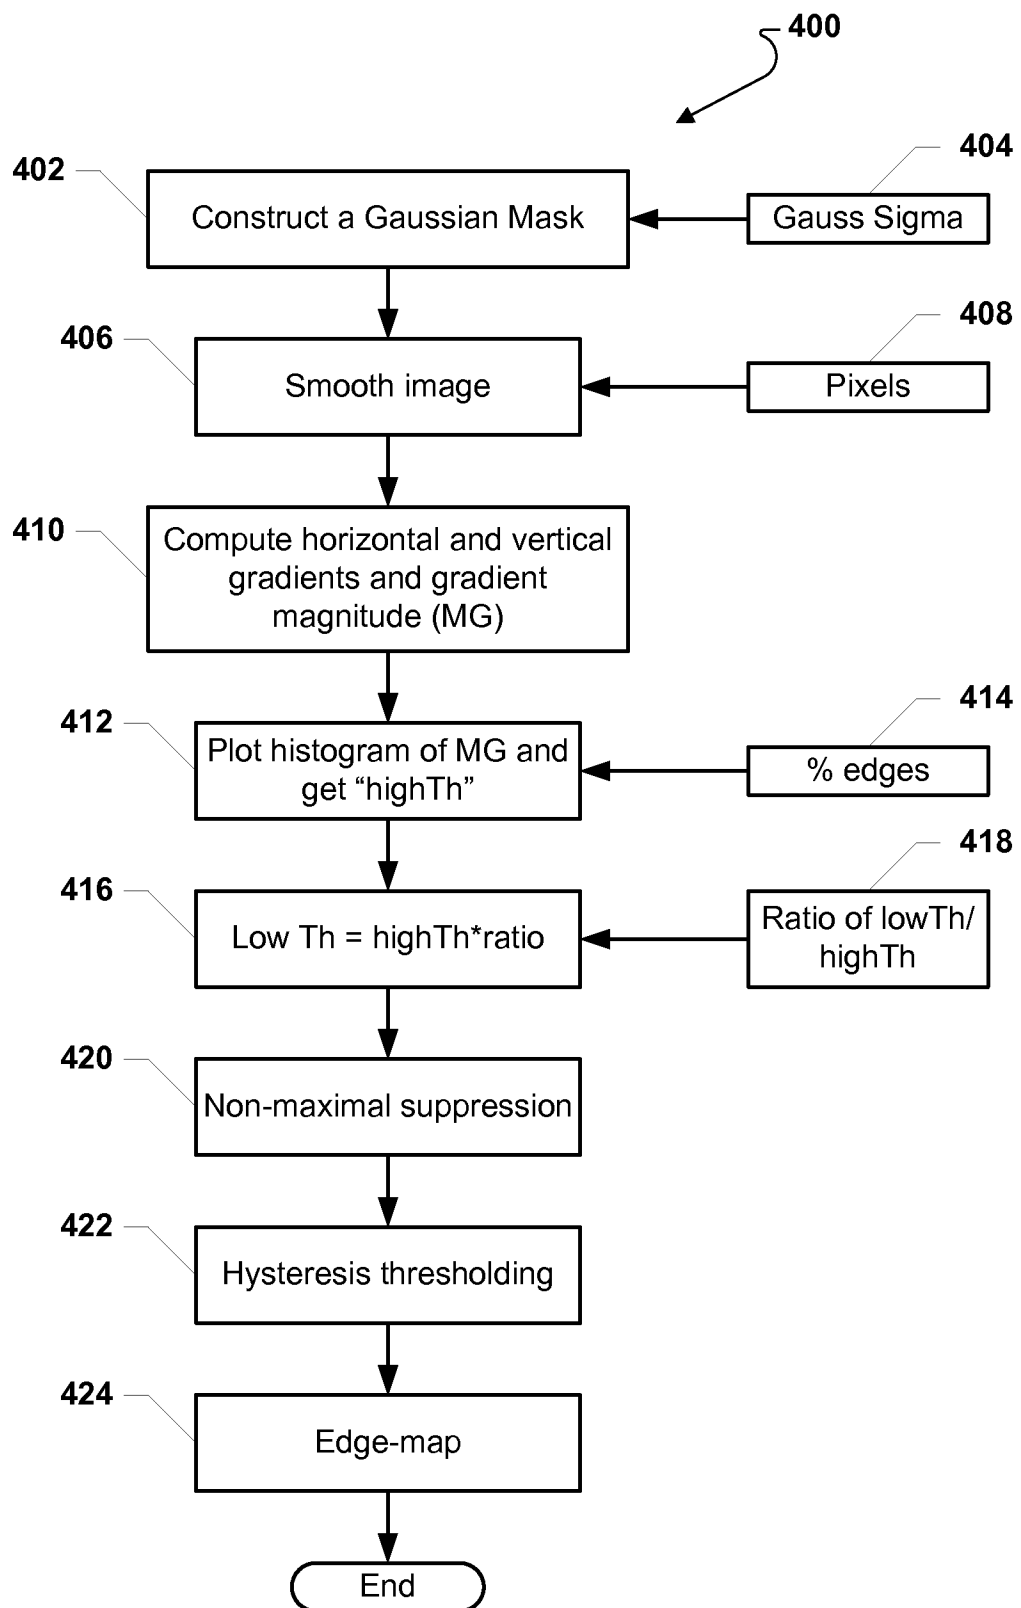 400
402
Construct a Gaussian Mask
404
Gauss Sigma
406
Smooth image
408
Pixels
410
Compute horizontal and vertical
gradients and gradient
magnitude (MG)
412
Plot histogram of MG and
get “highTh”
414
% edges
416
Low Th = highTh*ratio
418
Ratio of lowTh/
highTh
420
Non-maximal suppression
422
Hysteresis thresholding
424
Edge-map
End